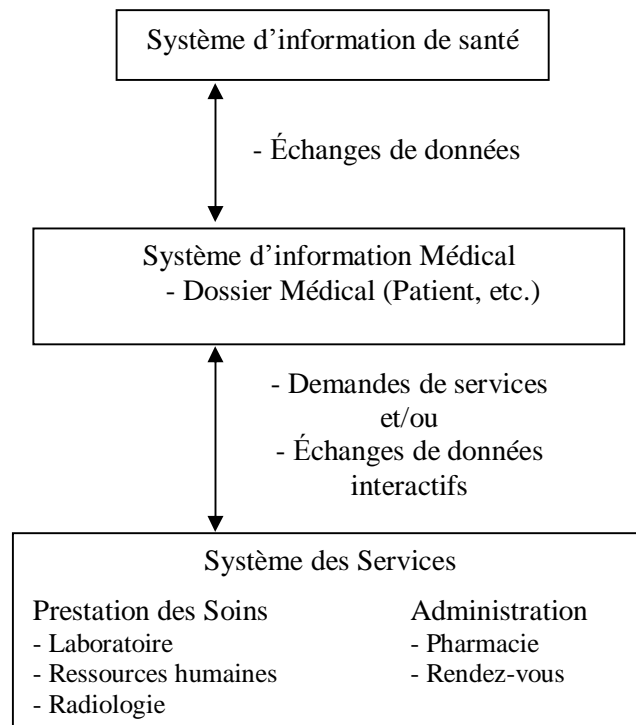 Système d’information de santé
- Échanges de données
Système d’information Médical
- Dossier Médical (Patient, etc.)
- Demandes de services
et/ou
- Échanges de données
interactifs
Système des Services
Prestation des Soins
- Laboratoire
- Ressources humaines
- Radiologie
Administration
- Pharmacie
- Rendez-vous